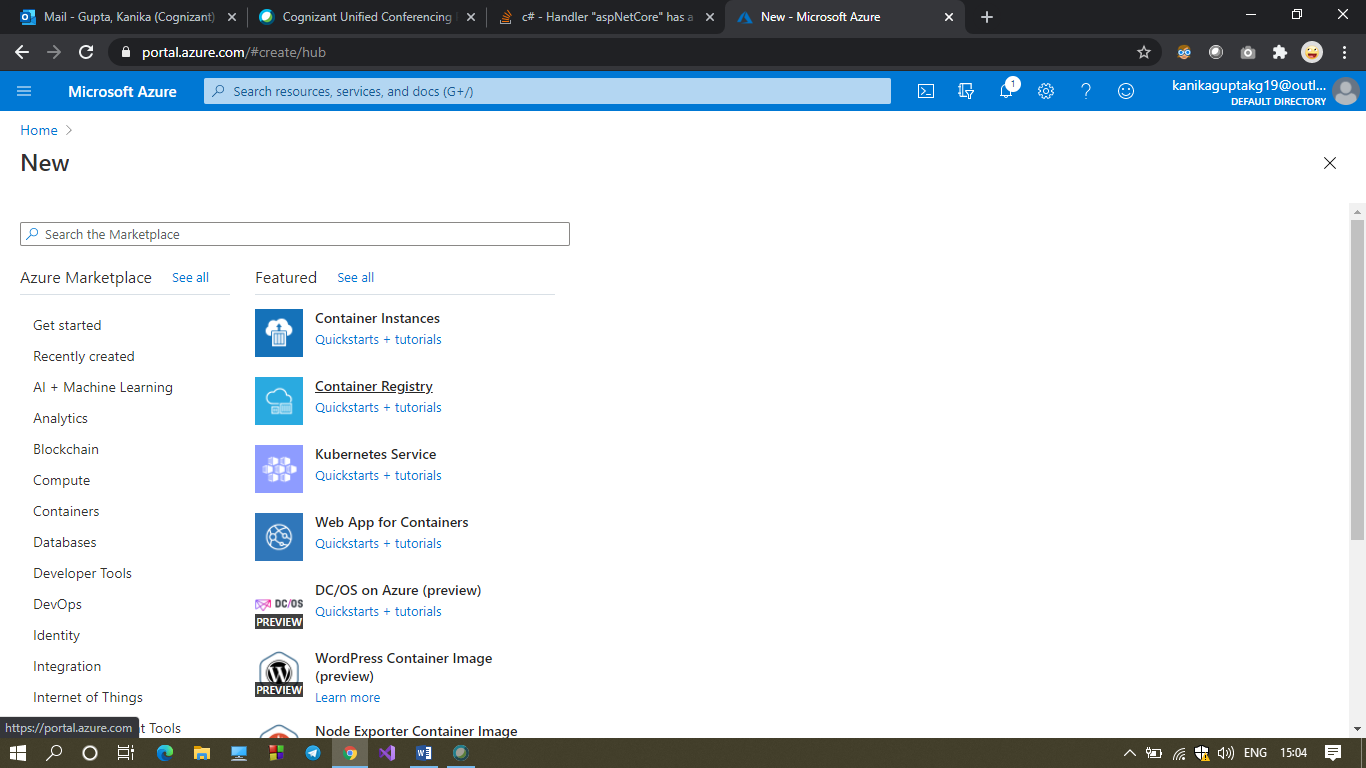 Mail - Gupta, Kanika (Cognizant)
Cognizant Unified Conferencing
c# - Handler "aspNetCore" has a
New - Microsoft Azure
portal.azure.com/#create/hub
Microsoft Azure
Search resources, services, and docs (G+/)
1
kanikaguptakg19@outl...
DEFAULT DIRECTORY
Home
New
Search the Marketplace
Azure Marketplace See all
Get started
Recently created
AI + Machine Learning
Analytics
Blockchain
Compute
Containers
Databases
Developer Tools
DevOps
Identity
Integration
Internet of Things
t Tools
Featured See all
Container Instances
Quickstarts + tutorials
Container Registry
Quickstarts + tutorials
Kubernetes Service
Quickstarts + tutorials
Web App for Containers
Quickstarts + tutorials
DC/OS
PREVIEW
DC/OS on Azure (preview)
Quickstarts + tutorials
PREVIEW
WordPress Container Image
(preview)
Learn more
Node Exporter Container Image
https://portal.azure.com
ENG
15:04